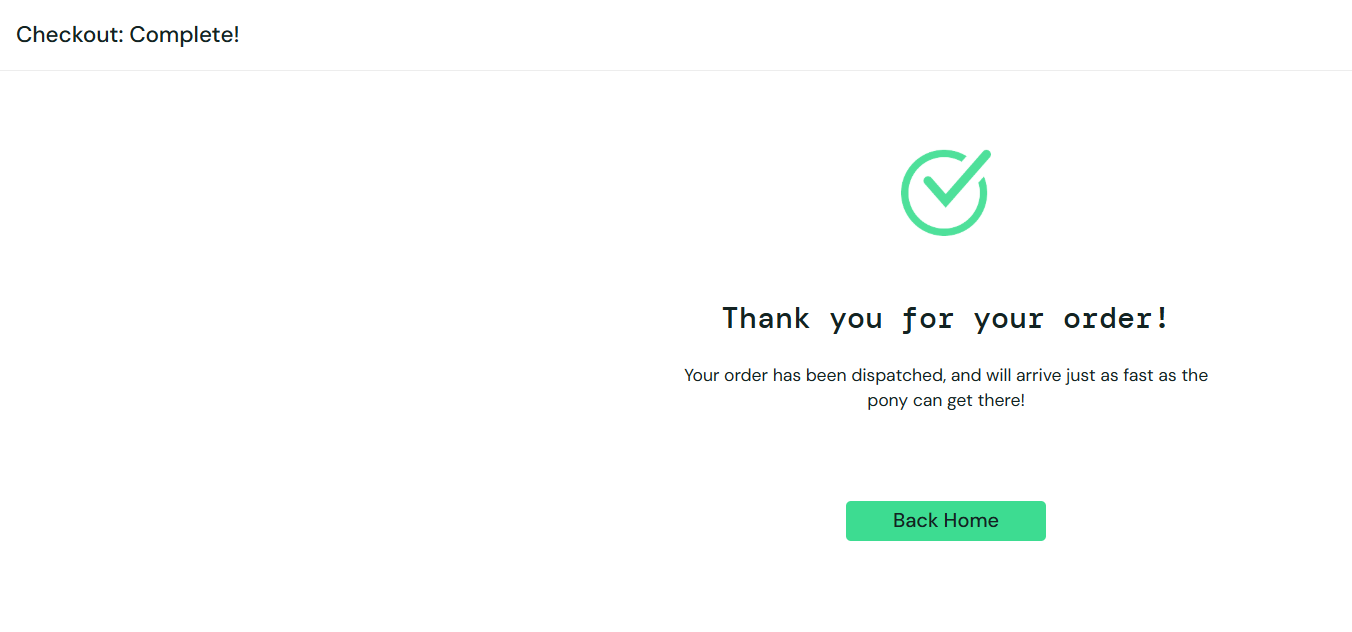 Checkout: Complete!
Thank you for your order!
Your order has been dispatched, and will arrive just as fast as the
pony can get there!
Back Home